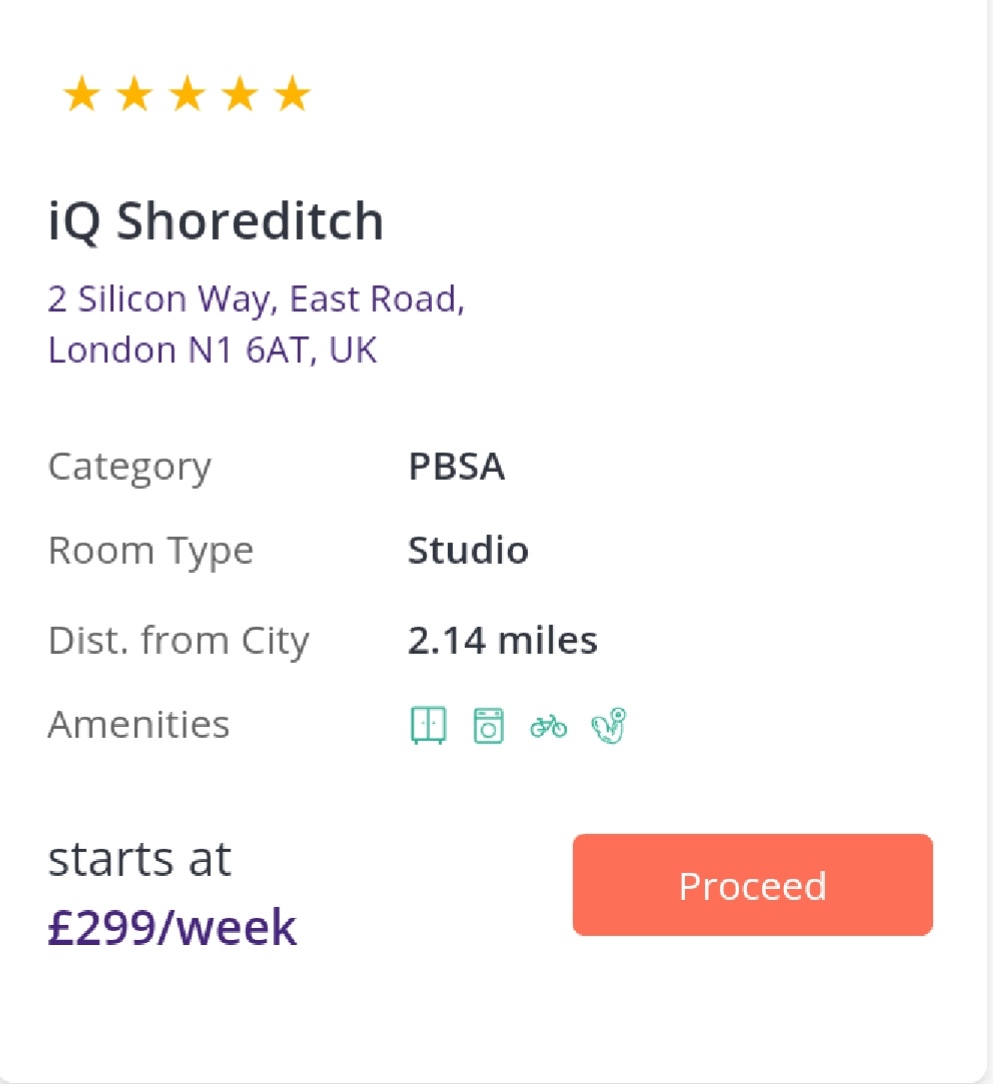 iQ Shoreditch
2 Silicon Way, East Road,
London N1 6AT, UK
Category PBSA
Room Type Studio
Dist. from City 2.14 miles
Amenities
starts at
£299/week
Proceed